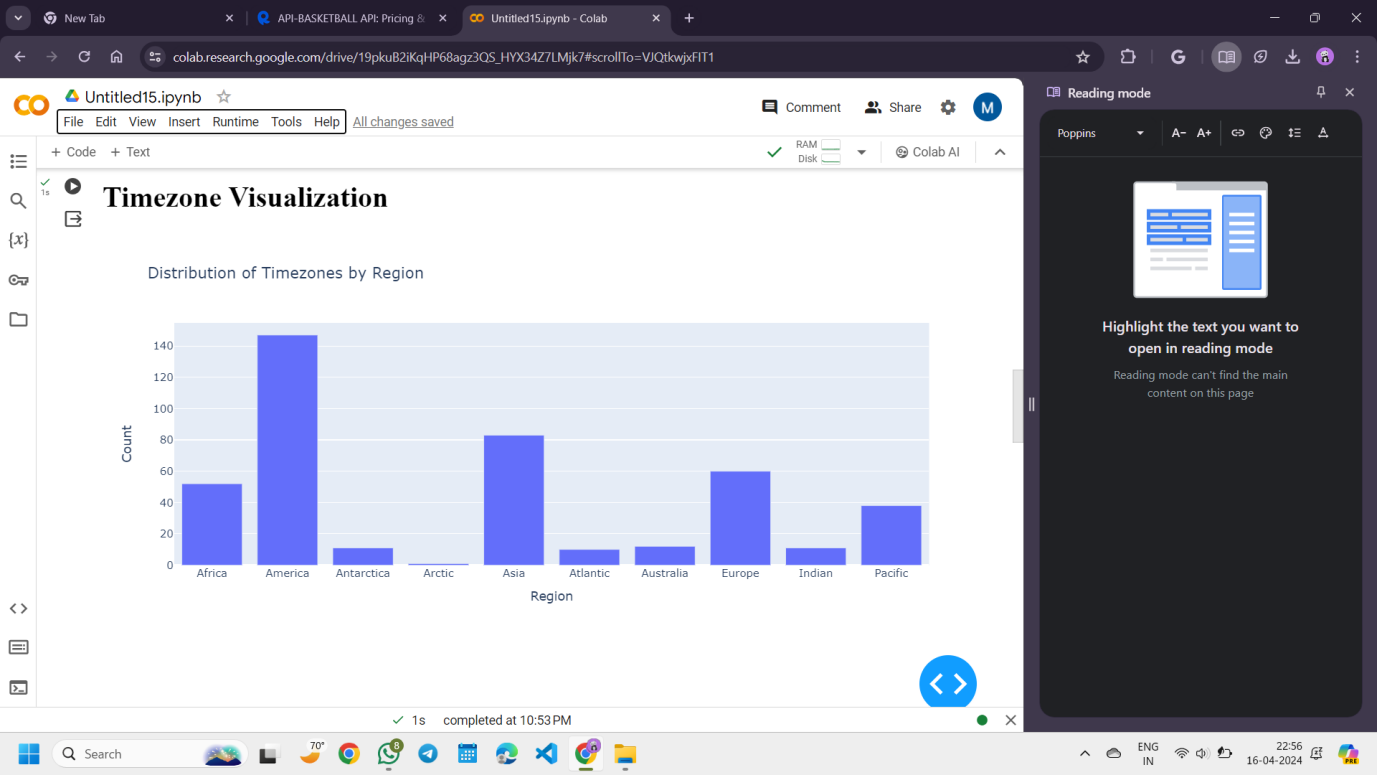 New Tab
API-BASKETBALL API: Pricing &
Untitled15.ipynb - Colab
colab.research.google.com/drive/19pkuB2iKqHP68agz3QS_HYX34Z7LMjk7#scrollTo=VJQtkwjxFIT1
Untitled15.ipynb
File Edit View Insert Runtime Tools Help All changes saved
Comment
Share
M
+ Code + Text
RAM
Disk
Colab AI
1s
Timezone Visualization
Distribution of Timezones by Region
Count
140
120
100
80
60
40
20
0
Africa America Antarctica Arctic Asia Atlantic Australia Europe Indian Pacific
Region
1s completed at 10:53 PM
Reading mode
Poppins
A- A+
Highlight the text you want to
open in reading mode
Reading mode can't find the main
content on this page
Search
70°
8
ENG
IN
22:56
16-04-2024
PRE